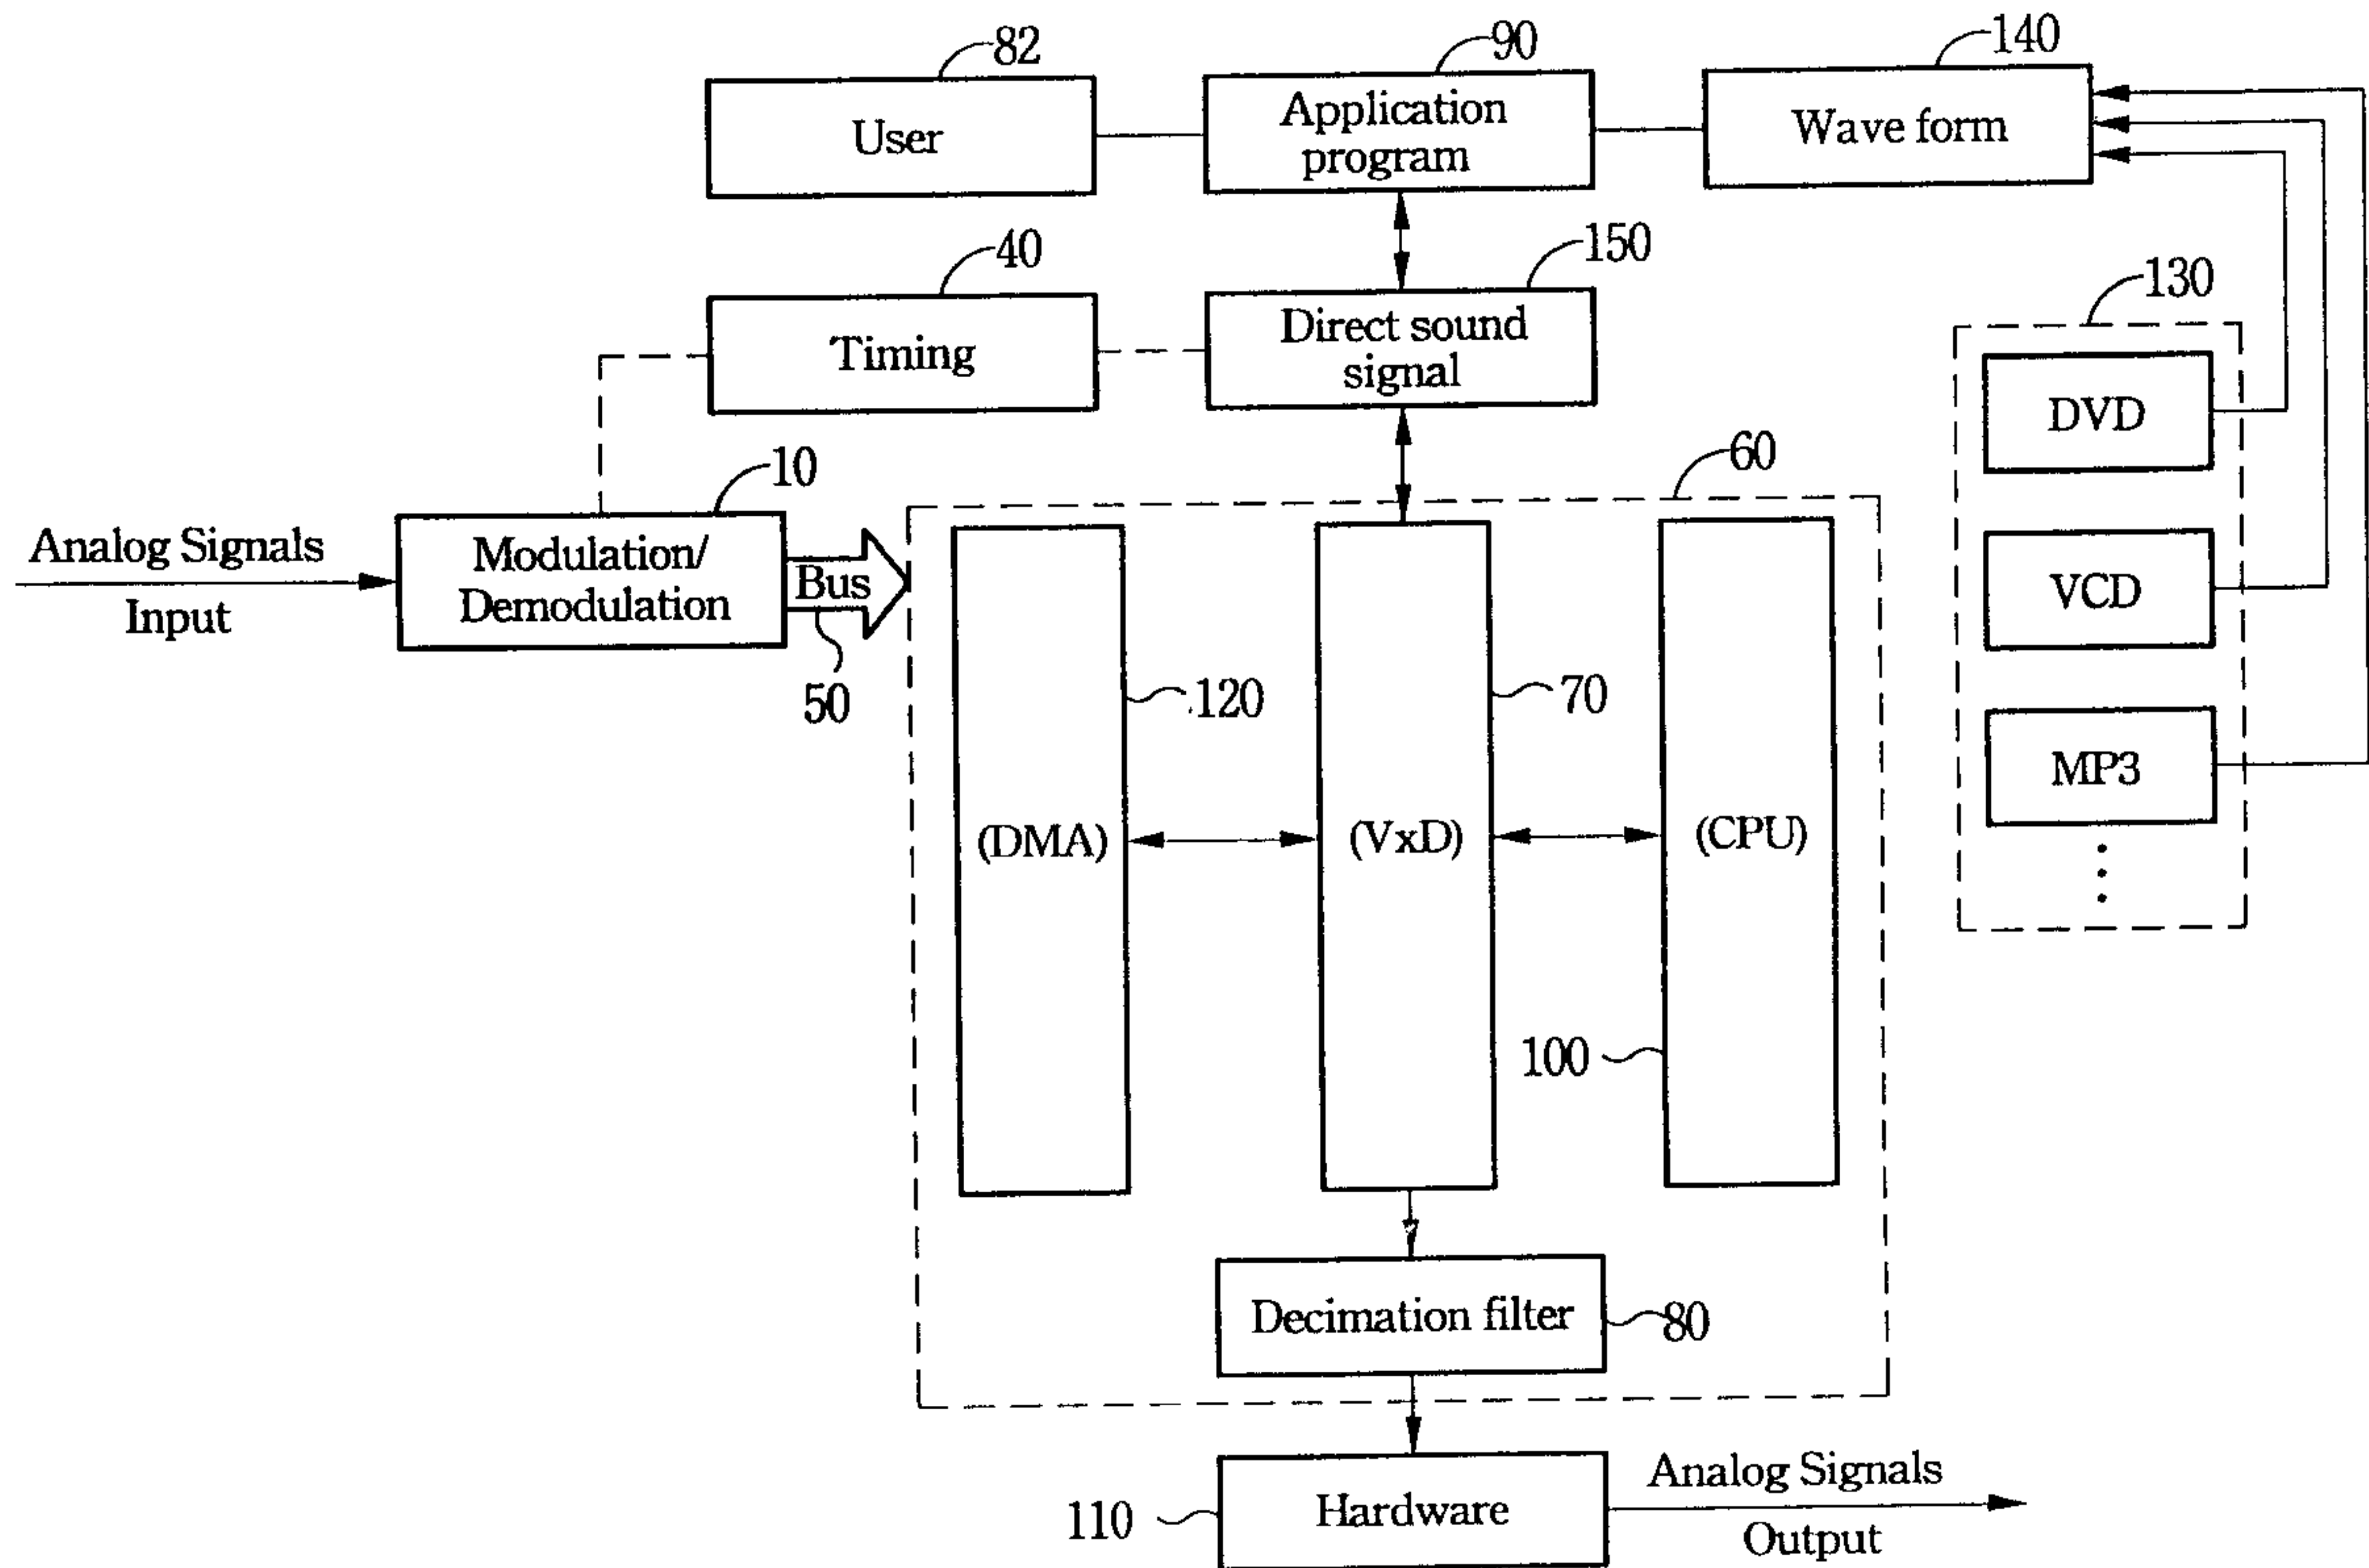 82
90
140
User
Application
program
Wave form
40
150
130
Timing
Direct sound
signal
DVD
10
60
Analog Signals
Input
Modulation/
Demodulation
Bus
50
VCD
120
70
MP3
(DMA)
(VxD)
(CPU)
100
Decimation filter
80
110
Hardware
Analog Signals
Output